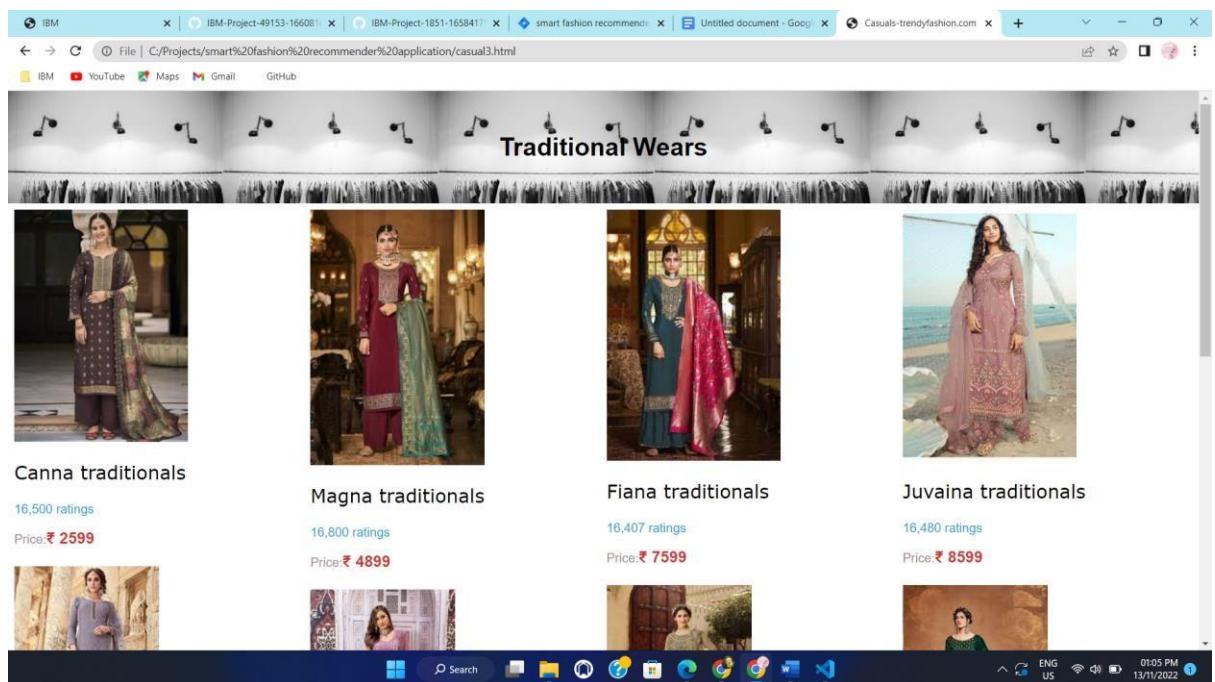 IBM
IBM-Project-49153-16608
IBM-Project-1851-1658417
smart fashion recommende
Untitled document - Googl
Casuals-trendyfashion.com
File | C:/Projects/smart%20fashion%20recommender%20application/casual3.html
IBM
YouTube
Maps
Gmail
GitHub
Traditional Wears
Canna traditionals
16,500 ratings
Price:₹ 2599
Magna traditionals
16,800 ratings
Price:₹ 4899
Fiana traditionals
16,407 ratings
Price:₹ 7599
Juvaina traditionals
16,480 ratings
Price:₹ 8599
Search
ENG
US
01:05 PM
13/11/2022
1